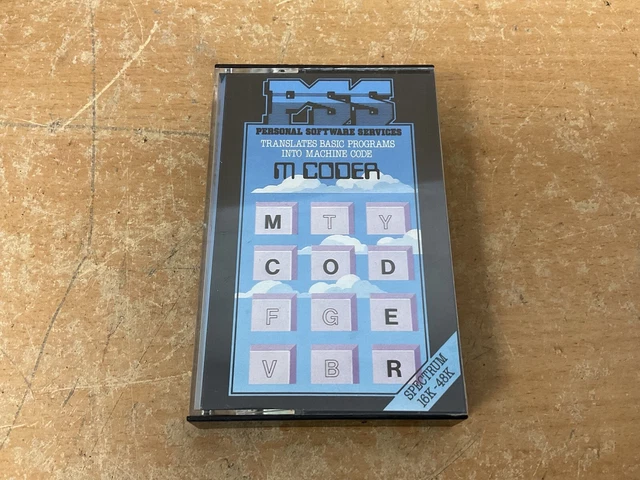 PSS
PERSONAL SOFTWARE SERVICES
TRANSLATES BASIC PROGRAMS
INTO MACHINE CODE
M CODER
M T Y
C O D
F G E
V B R
SPECTRUM
16K-48K